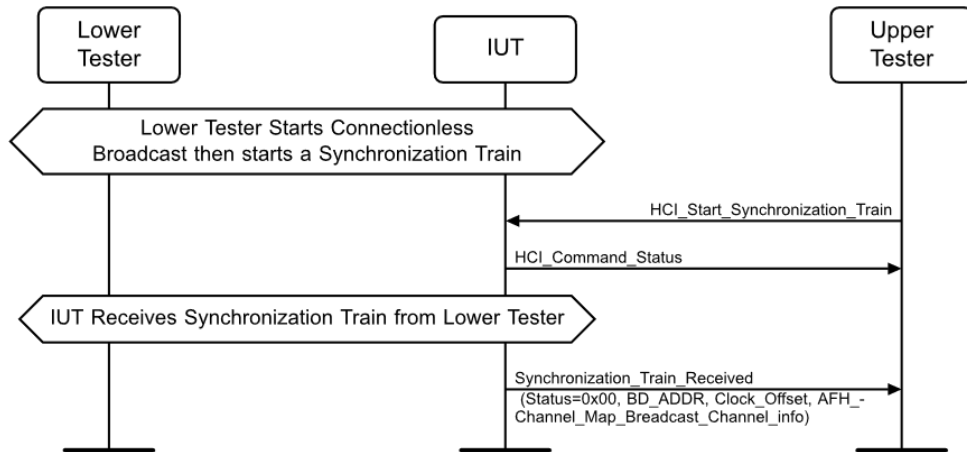 Lower
Tester
IUT
Upper
Tester
Lower Tester Starts Connectionless
Broadcast then starts a Synchronization Train
HCI_Start_Synchronization_Train
HCI_Command_Status
IUT Receives Synchronization Train from Lower Tester
Synchronization_Train_Received
(Status=0x00, BD_ADDR, Clock_Offset, AFH_-
Channel_Map_Breadcast_Channel_info)